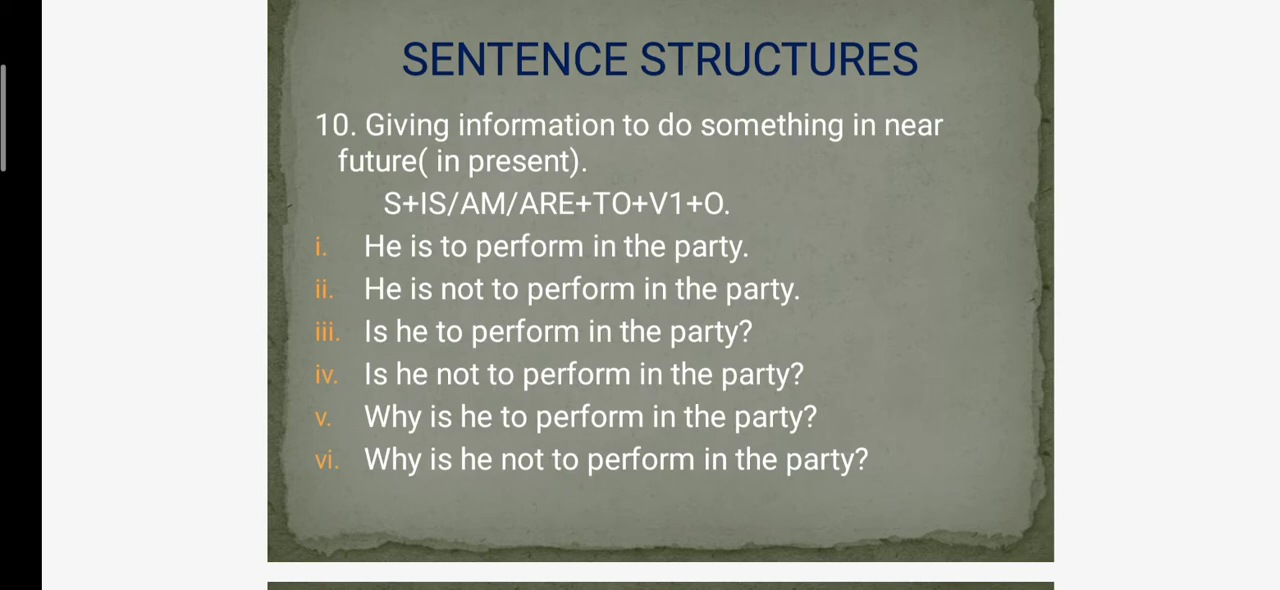 SENTENCE STRUCTURES
10. Giving information to do something in near
future( in present).
S+IS/AM/ARE+TO+V1+O.
i. He is to perform in the party.
ii. He is not to perform in the party.
iii. Is he to perform in the party?
iv. Is he not to perform in the party?
v. Why is he to perform in the party?
vi. Why is he not to perform in the party?